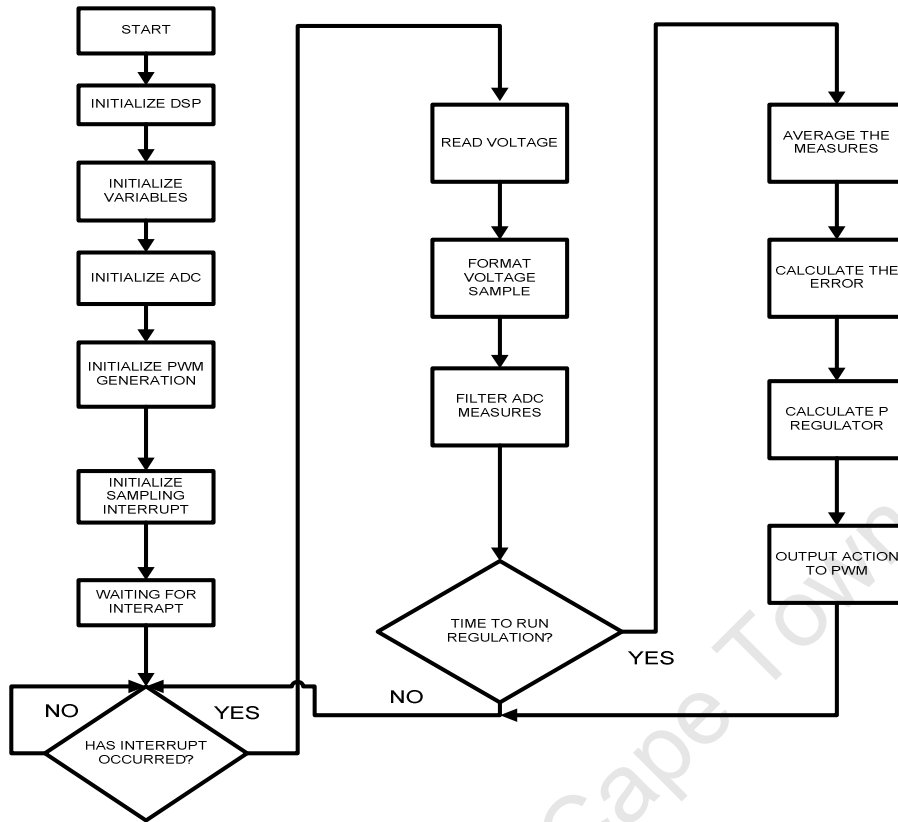 START
INITIALIZE DSP
INITIALIZE
VARIABLES
INITIALIZE ADC
INITIALIZE PWM
GENERATION
INITIALIZE
SAMPLING
INTERRUPT
WAITING FOR
INTERAPT
HAS INTERRUPT
OCCURRED?
NO
YES
READ VOLTAGE
FORMAT
VOLTAGE
SAMPLE
FILTER ADC
MEASURES
TIME TO RUN
REGULATION?
NO
YES
AVERAGE THE
MEASURES
CALCULATE THE
ERROR
CALCULATE P
REGULATOR
OUTPUT ACTION
TO PWM
Cape Town